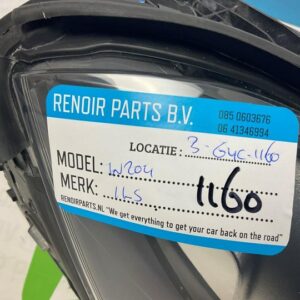 RENOIR PARTS B.V.
085 0603676
06 41346994
LOCATIE : 3-G4C-1160
MODEL: W204
MERK: ILS
1160
RENOIRPARTS.NL "We get everything to get your car back on the road"